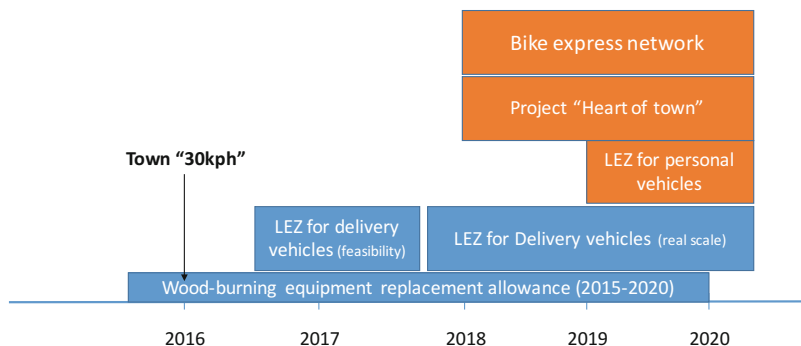 Bike express network
Project “Heart of town”
Town “30kph”
LEZ for personal
vehicles
LEZ for delivery
vehicles (feasibility)
LEZ for Delivery vehicles (real scale)
Wood-burning equipment replacement allowance (2015-2020)
2016 2017 2018 2019 2020